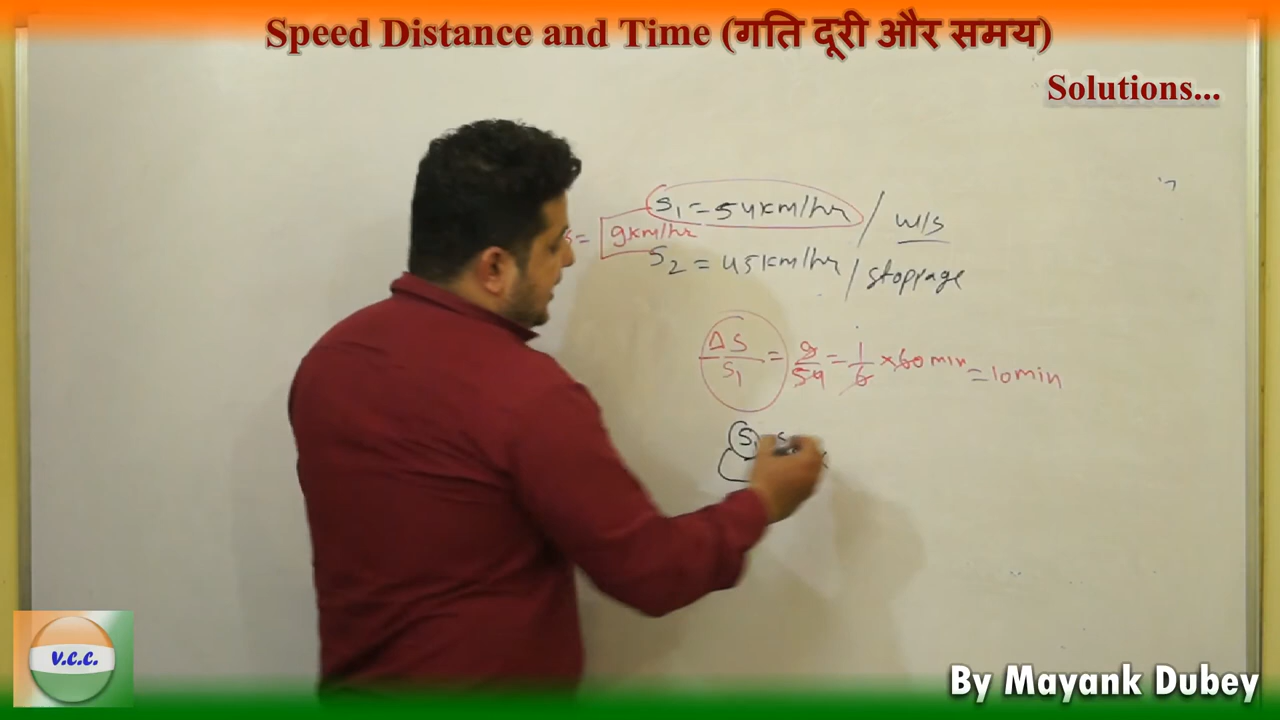 Speed Distance and Time (गति दूरी और समय)
Solutions...
S1 = 54km/hr / w/s
s = 9km/hr
S2 = 45km/hr / stoppage
ΔS/S1 = 9/54 = 1/6 × 60 min = 10min
S1
V.C.C.
By Mayank Dubey